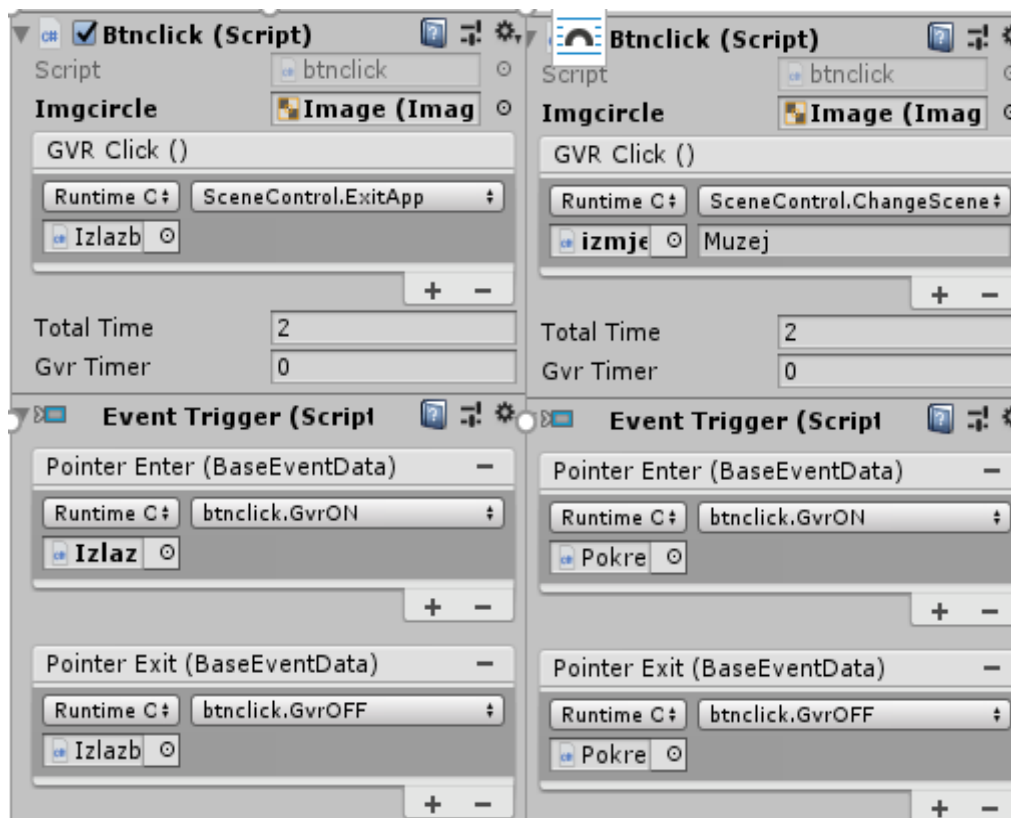 Btnclick (Script)
Script btnclick
Imgcircle Image (Imag
GVR Click ()
Runtime C SceneControl.ExitApp
Izlazb
+ −
Total Time 2
Gvr Timer 0
Event Trigger (Script
Pointer Enter (BaseEventData) −
Runtime C btnclick.GvrON
Izlaz
+ −
Pointer Exit (BaseEventData) −
Runtime C btnclick.GvrOFF
Izlazb
+ −
Btnclick (Script)
Script btnclick
Imgcircle Image (Imag
GVR Click ()
Runtime C SceneControl.ChangeScene
izmje Muzej
+ −
Total Time 2
Gvr Timer 0
Event Trigger (Script
Pointer Enter (BaseEventData) −
Runtime C btnclick.GvrON
Pokre
+ −
Pointer Exit (BaseEventData) −
Runtime C btnclick.GvrOFF
Pokre
+ −